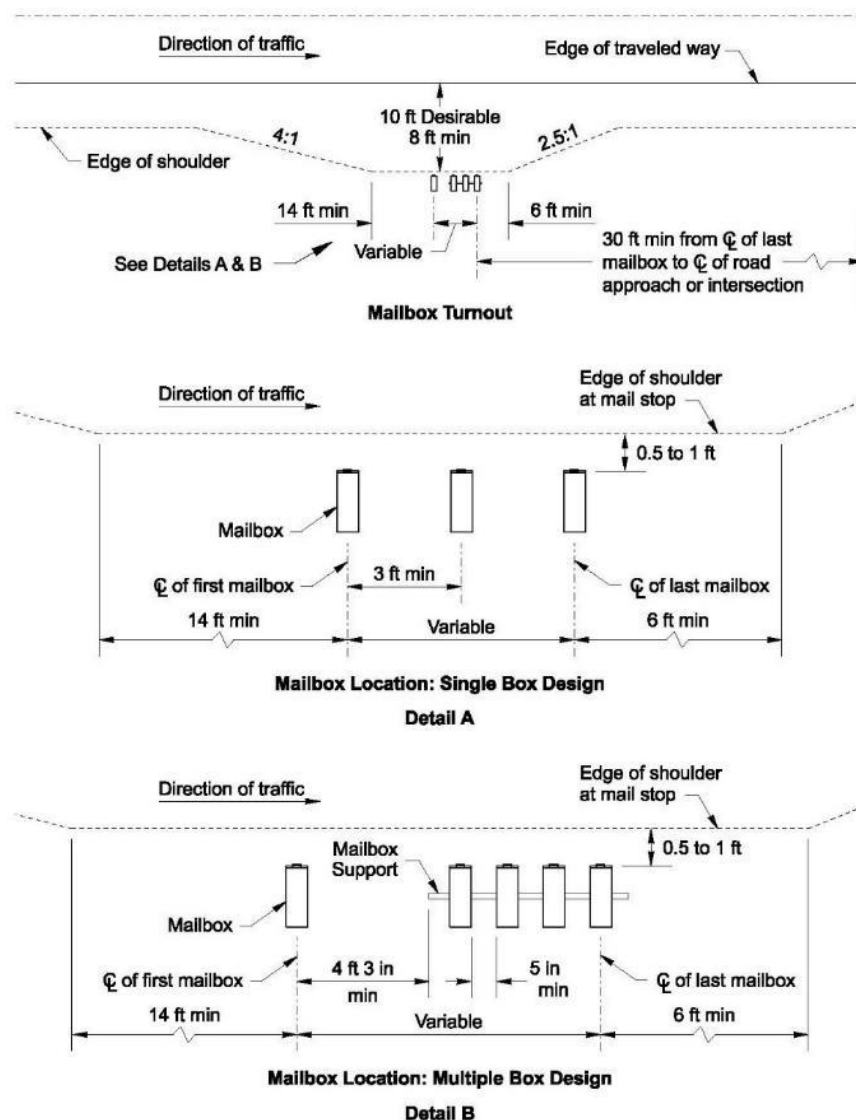 Direction of traffic
Edge of traveled way
10 ft Desirable
8 ft min
4:1
2.5:1
Edge of shoulder
14 ft min
6 ft min
Variable
See Details A & B
30 ft min from ℄ of last
mailbox to ℄ of road
approach or intersection
Mailbox Turnout
Direction of traffic
Edge of shoulder
at mail stop
0.5 to 1 ft
Mailbox
℄ of first mailbox
3 ft min
℄ of last mailbox
14 ft min
Variable
6 ft min
Mailbox Location: Single Box Design
Detail A
Direction of traffic
Edge of shoulder
at mail stop
Mailbox
Support
0.5 to 1 ft
Mailbox
℄ of first mailbox
4 ft 3 in
min
5 in
min
℄ of last mailbox
14 ft min
Variable
6 ft min
Mailbox Location: Multiple Box Design
Detail B